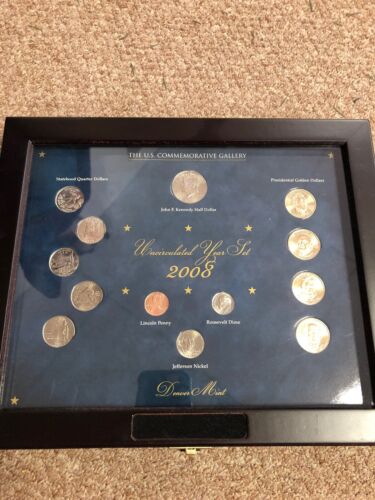 THE U.S. COMMEMORATIVE GALLERY
Statehood Quarter Dollars
Presidential Golden Dollars
John F. Kennedy Half Dollar
Uncirculated Year Set
2008
Lincoln Penny
Roosevelt Dime
Jefferson Nickel
Denver Mint